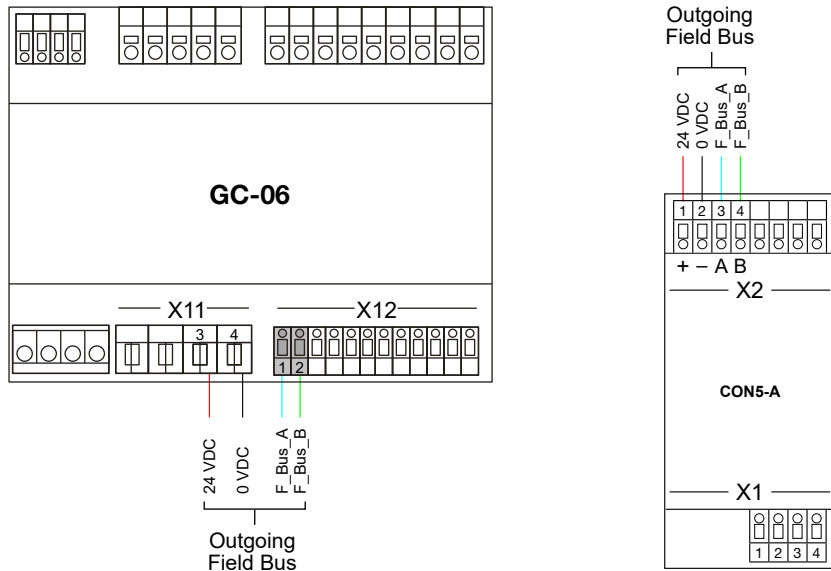 GC-06
X11
X12
3 4
1 2
24 VDC
0 VDC
F_Bus_A
F_Bus_B
Outgoing
Field Bus
Outgoing
Field Bus
24 VDC
0 VDC
F_Bus_A
F_Bus_B
1 2 3 4
+ – A B
X2
CON5-A
X1
1 2 3 4